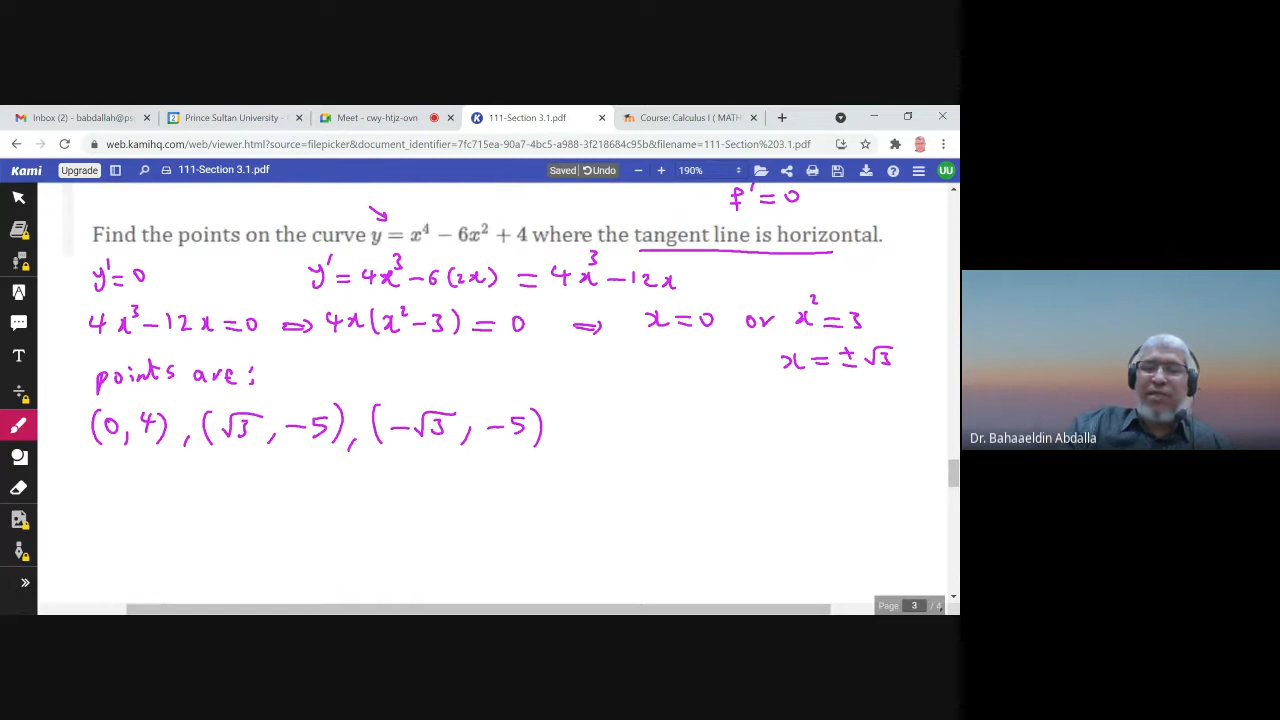 Inbox (2) - babdallah@ps
Prince Sultan University -
Meet - cwy-htjz-ovn
111-Section 3.1.pdf
Course: Calculus I ( MATH
web.kamihq.com/web/viewer.html?source=filepicker&document_identifier=7fc715ea-90a7-4bc5-a988-3f218684c95b&filename=111-Section%203.1.pdf
Kami
Upgrade
111-Section 3.1.pdf
Saved
Undo
190%
UU
f' = 0
Find the points on the curve y = x⁴ − 6x² + 4 where the tangent line is horizontal.
y' = 0 y' = 4x³ − 6(2x) = 4x³ − 12x
4x³ − 12x = 0 ⇒ 4x(x² − 3) = 0 ⇒ x = 0 or x² = 3
x = ± √3
points are:
(0, 4), (√3, −5), (−√3, −5)
Dr. Bahaaeldin Abdalla
Page 3 / 4